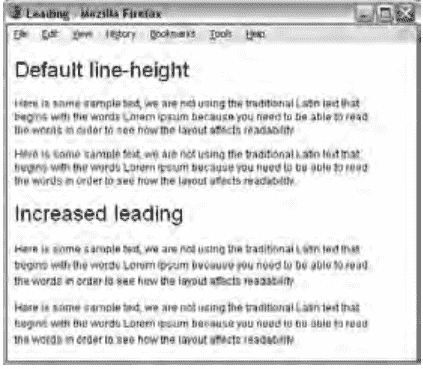 Leading - Mozilla Firefox
File Edit View History Bookmarks Tools Help
Default line-height
Here is some sample text, we are not using the traditional Latin text that
begins with the words Lorem Ipsum because you need to be able to read
the words in order to see how the layout affects readability.
Here is some sample text, we are not using the traditional Latin text that
begins with the words Lorem Ipsum because you need to be able to read
the words in order to see how the layout affects readability.
Increased leading
Here is some sample text, we are not using the traditional Latin text that
begins with the words Lorem Ipsum because you need to be able to read
the words in order to see how the layout affects readability.
Here is some sample text, we are not using the traditional Latin text that
begins with the words Lorem Ipsum because you need to be able to read
the words in order to see how the layout affects readability.